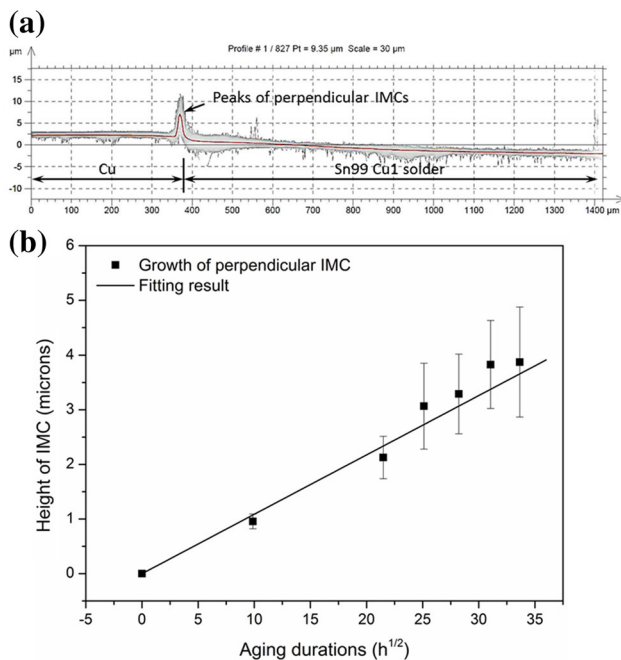 (a)
Profile # 1 / 827 Pt = 9.35 µm Scale = 30 µm
µm
15
10
5
0
-5
-10
Peaks of perpendicular IMCs
Cu
Sn99 Cu1 solder
0 100 200 300 400 500 600 700 800 900 1000 1100 1200 1300 1400 µm
(b)
Growth of perpendicular IMC
Fitting result
6
5
4
3
2
1
0
Height of IMC (microns)
-5 0 5 10 15 20 25 30 35
Aging durations (h1/2)